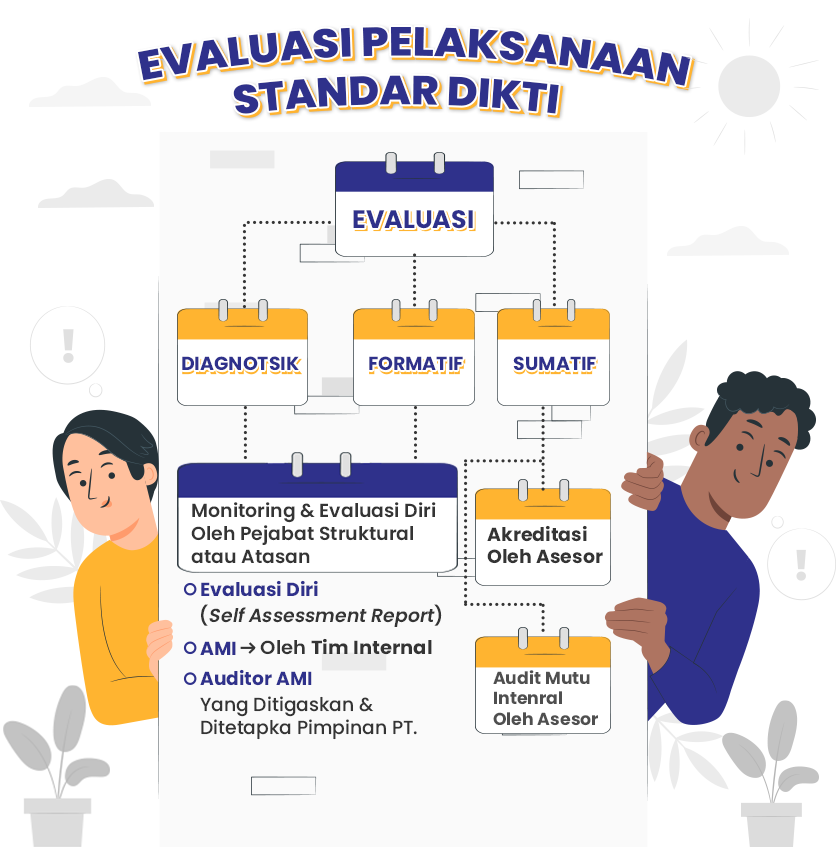 EVALUASI PELAKSANAAN
STANDAR DIKTI
EVALUASI
DIAGNOTSIK
FORMATIF
SUMATIF
Monitoring & Evaluasi Diri
Oleh Pejabat Struktural
atau Atasan
Evaluasi Diri
(Self Assessment Report)
AMI → Oleh Tim Internal
Auditor AMI
Yang Ditigaskan &
Ditetapka Pimpinan PT.
Akreditasi
Oleh Asesor
Audit Mutu
Intenral
Oleh Asesor